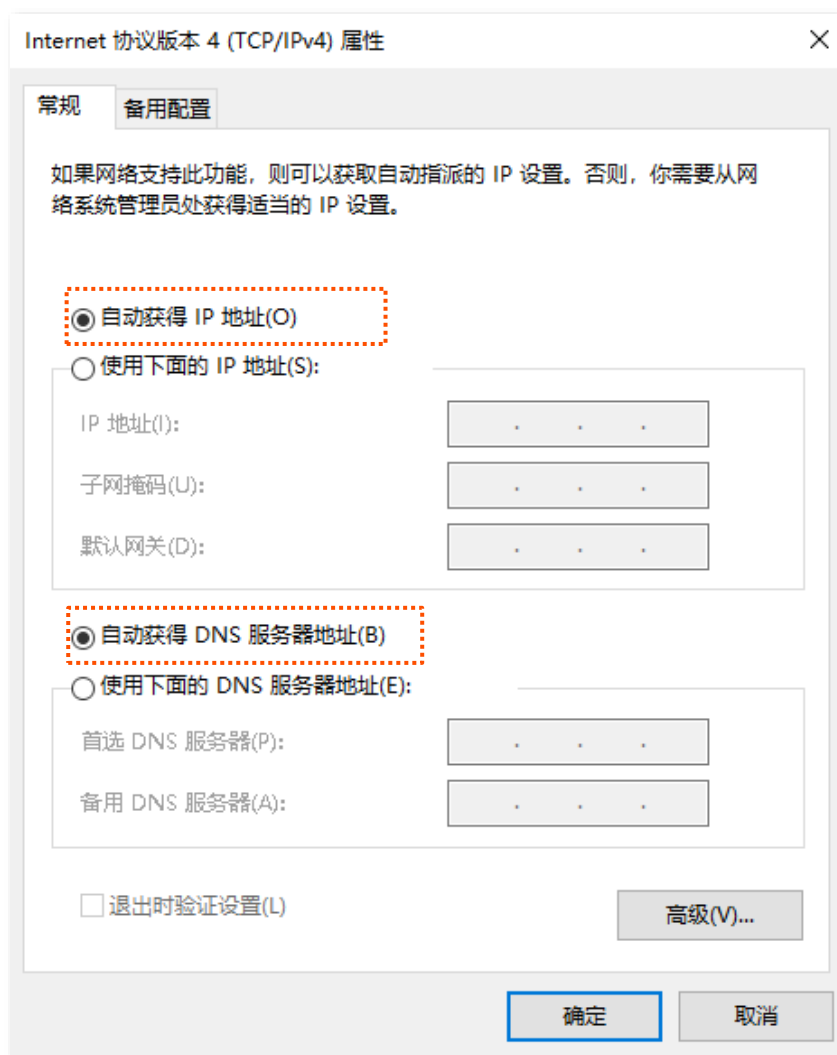 Internet 协议版本 4 (TCP/IPv4) 属性
常规
备用配置
如果网络支持此功能，则可以获取自动指派的 IP 设置。否则，你需要从网
络系统管理员处获得适当的 IP 设置。
自动获得 IP 地址(O)
使用下面的 IP 地址(S):
IP 地址(I):
子网掩码(U):
默认网关(D):
自动获得 DNS 服务器地址(B)
使用下面的 DNS 服务器地址(E):
首选 DNS 服务器(P):
备用 DNS 服务器(A):
退出时验证设置(L)
高级(V)...
确定
取消